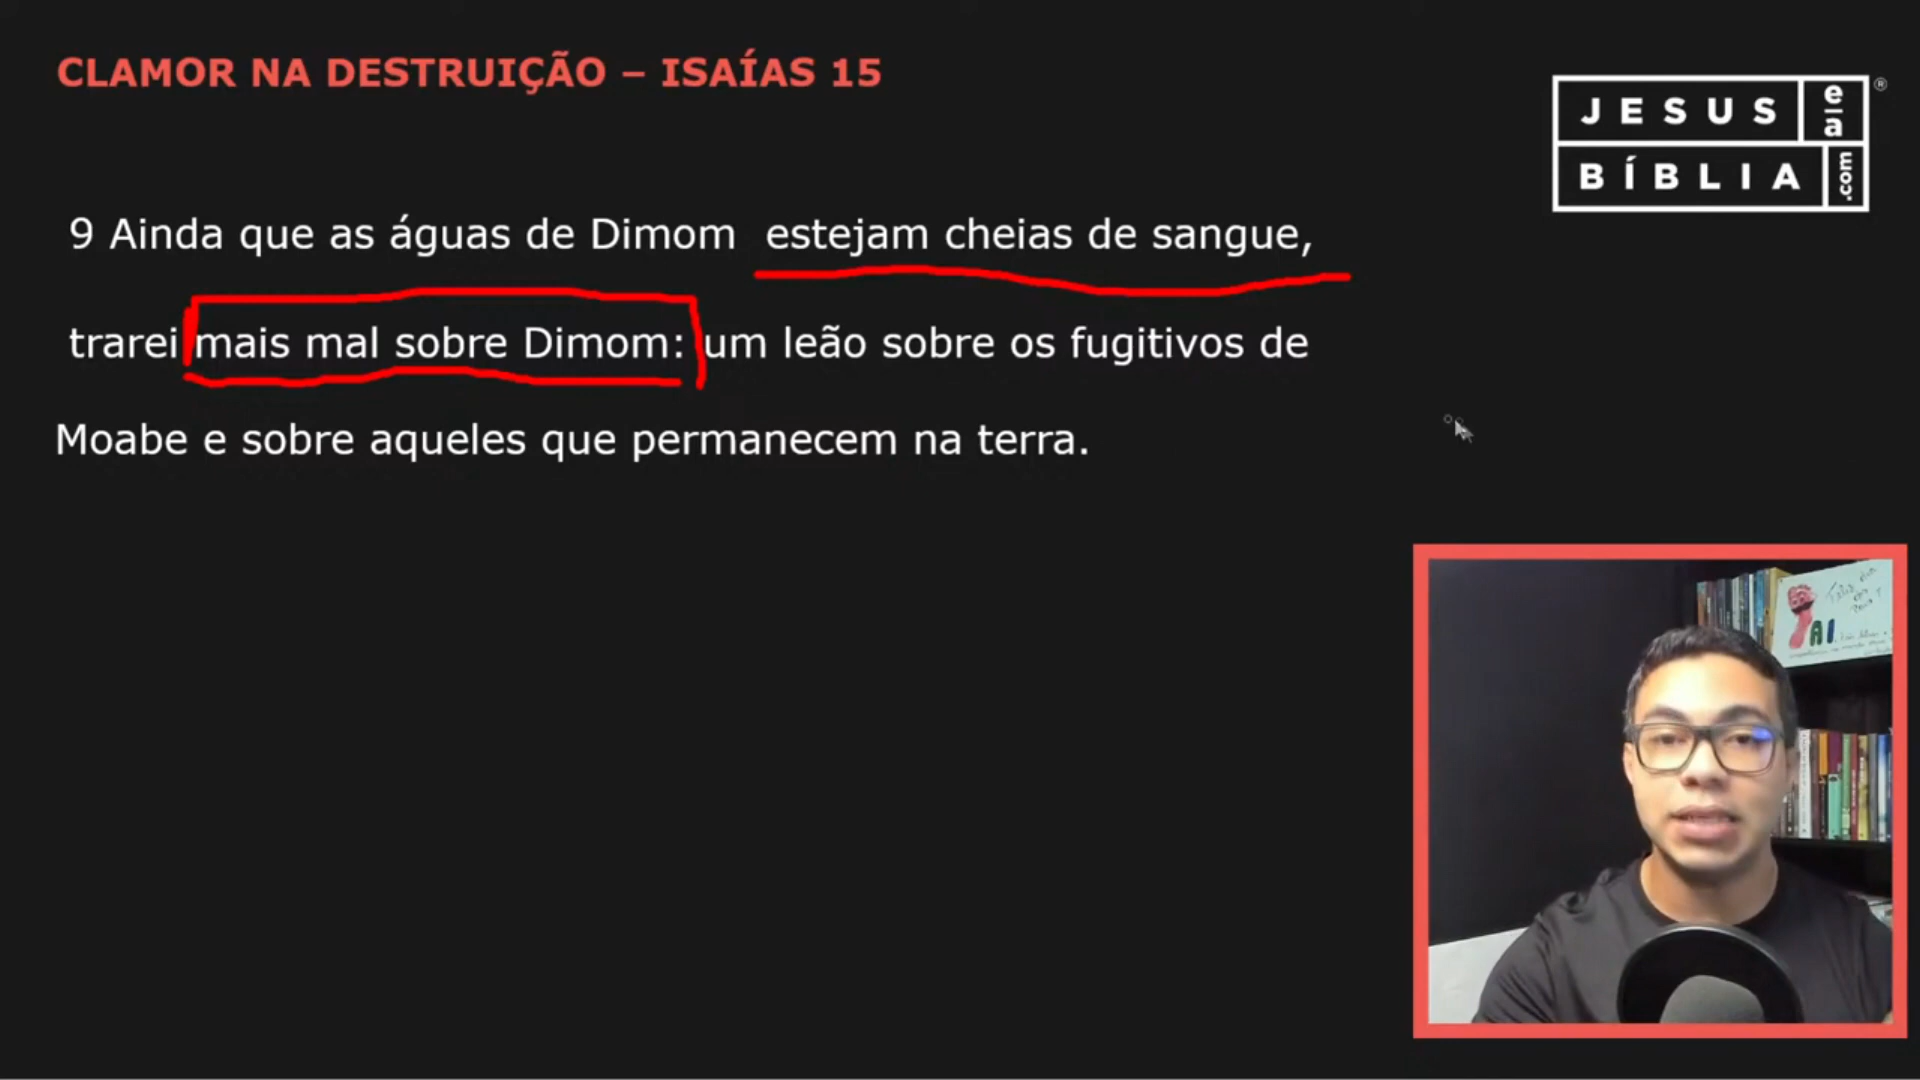 CLAMOR NA DESTRUIÇÃO – ISAÍAS 15
JESUS e a
BÍBLIA .com
®
9 Ainda que as águas de Dimom estejam cheias de sangue,
trarei mais mal sobre Dimom: um leão sobre os fugitivos de
Moabe e sobre aqueles que permanecem na terra.